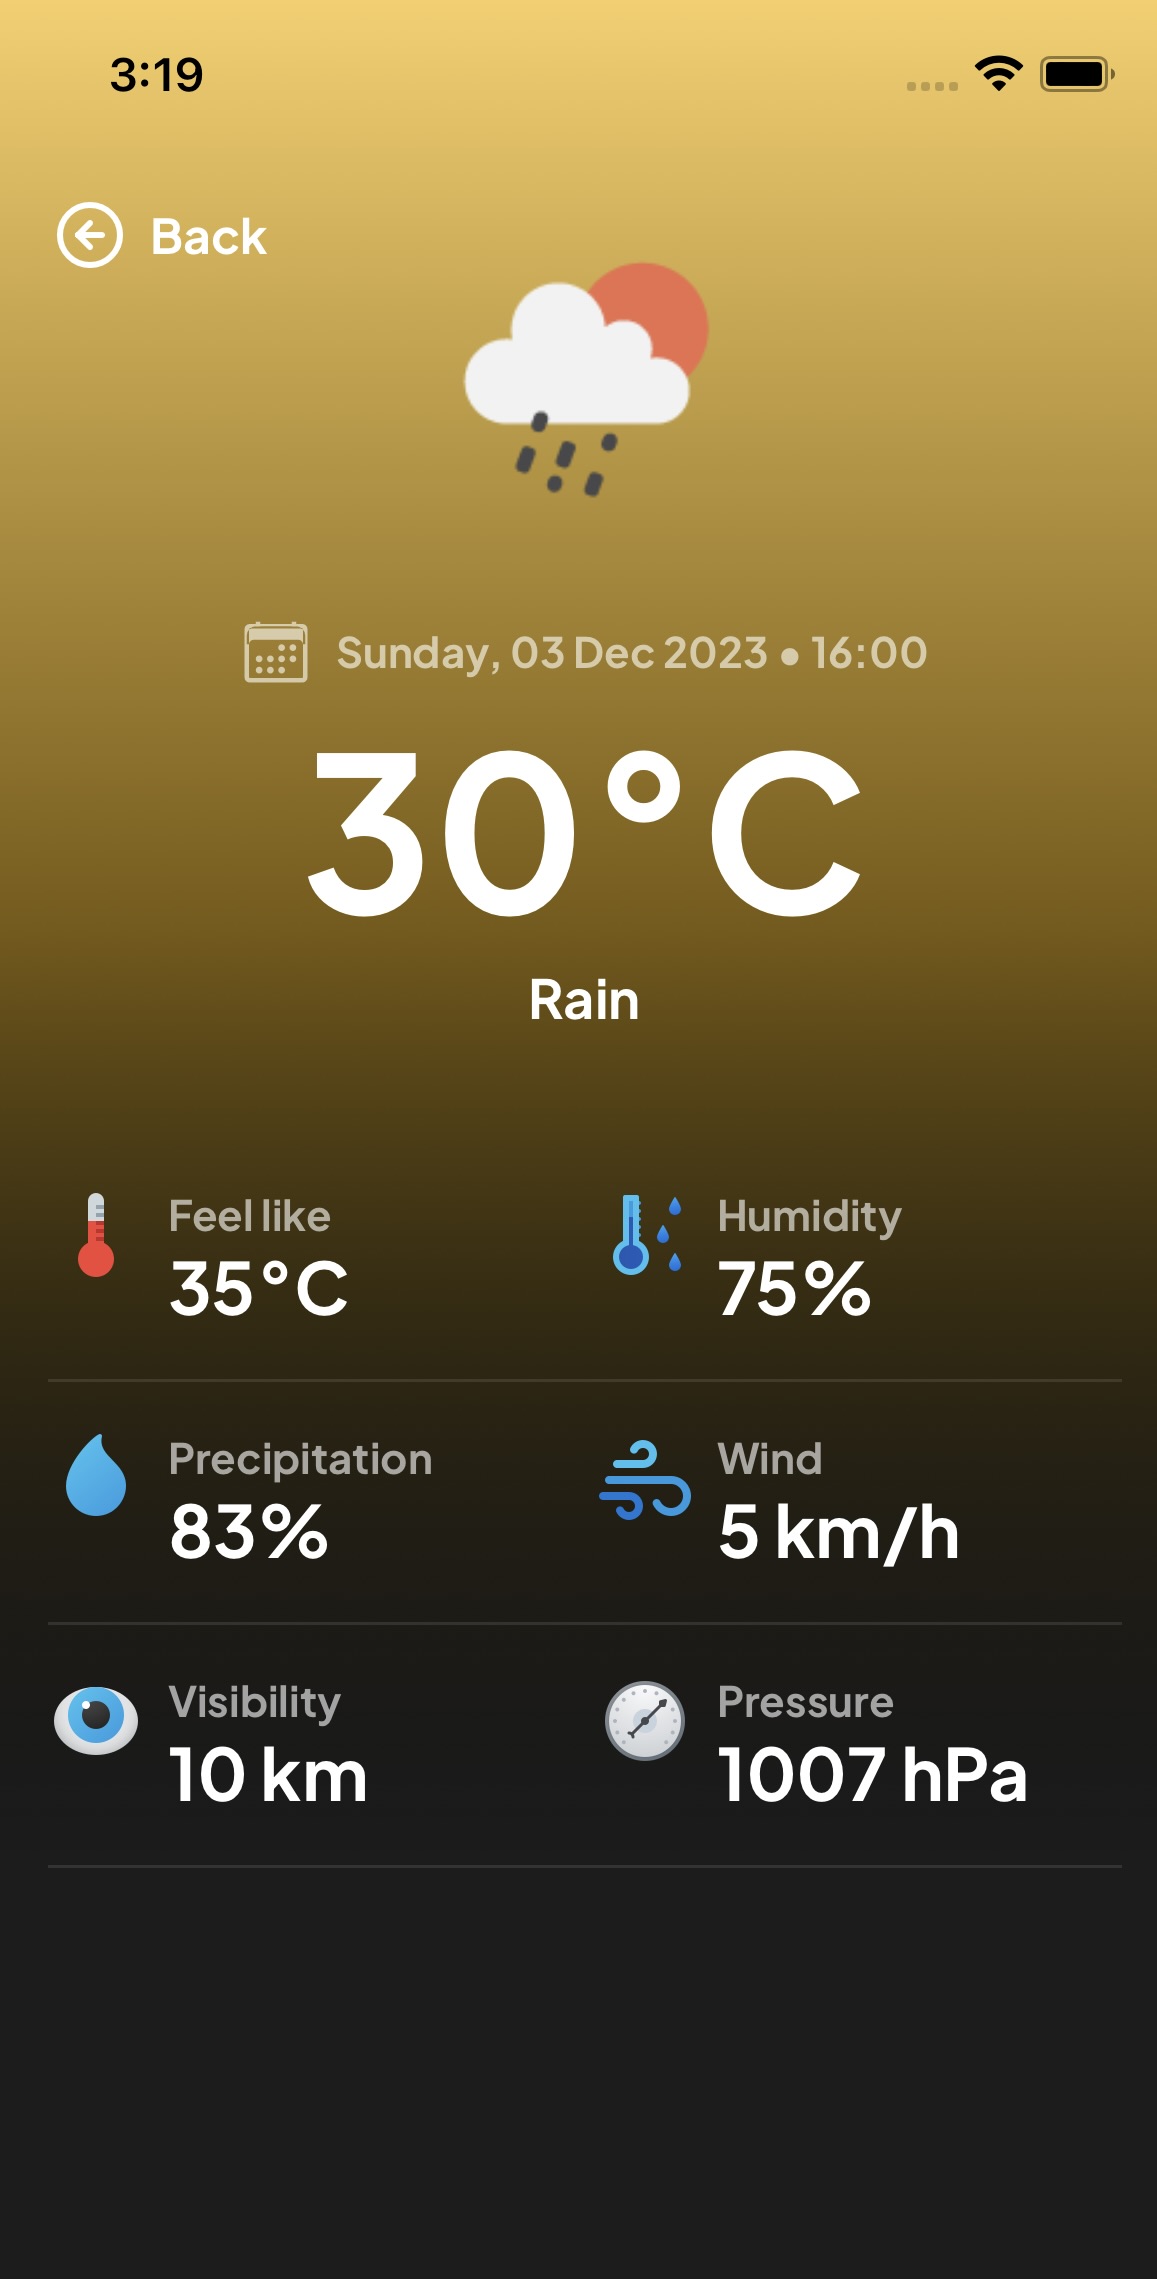 3:19
Back
Sunday, 03 Dec 2023 • 16:00
30°C
Rain
Feel like
35°C
Humidity
75%
Precipitation
83%
Wind
5 km/h
Visibility
10 km
Pressure
1007 hPa